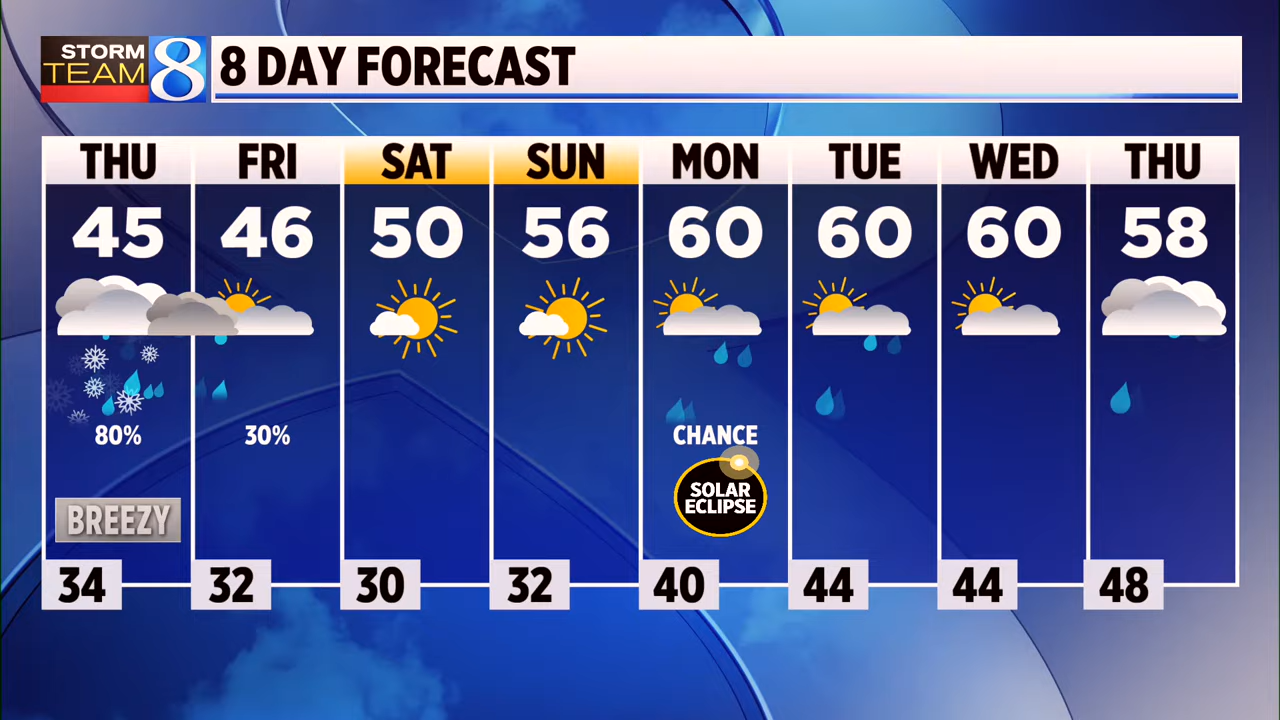 STORM
TEAM 8
8 DAY FORECAST
THU FRI SAT SUN MON TUE WED THU
45 46 50 56 60 60 60 58
80% 30% CHANCE
SOLAR
ECLIPSE
BREEZY
34 32 30 32 40 44 44 48